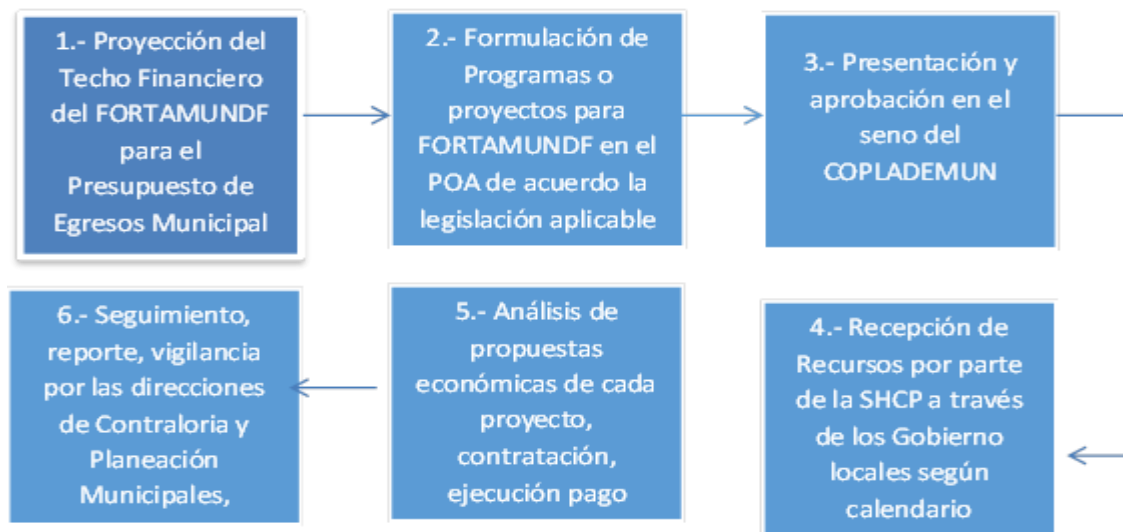 1.- Proyección del
Techo Financiero
del FORTAMUNDF
para el
Presupuesto de
Egresos Municipal
2.- Formulación de
Programas o
proyectos para
FORTAMUNDF en el
POA de acuerdo la
legislación aplicable
3.- Presentación y
aprobación en el
seno del
COPLADEMUN
4.- Recepción de
Recursos por parte
de la SHCP a través
de los Gobierno
locales según
calendario
5.- Análisis de
propuestas
económicas de cada
proyecto,
contratación,
ejecución pago
6.- Seguimiento,
reporte, vigilancia
por las direcciones
de Contraloria y
Planeación
Municipales,